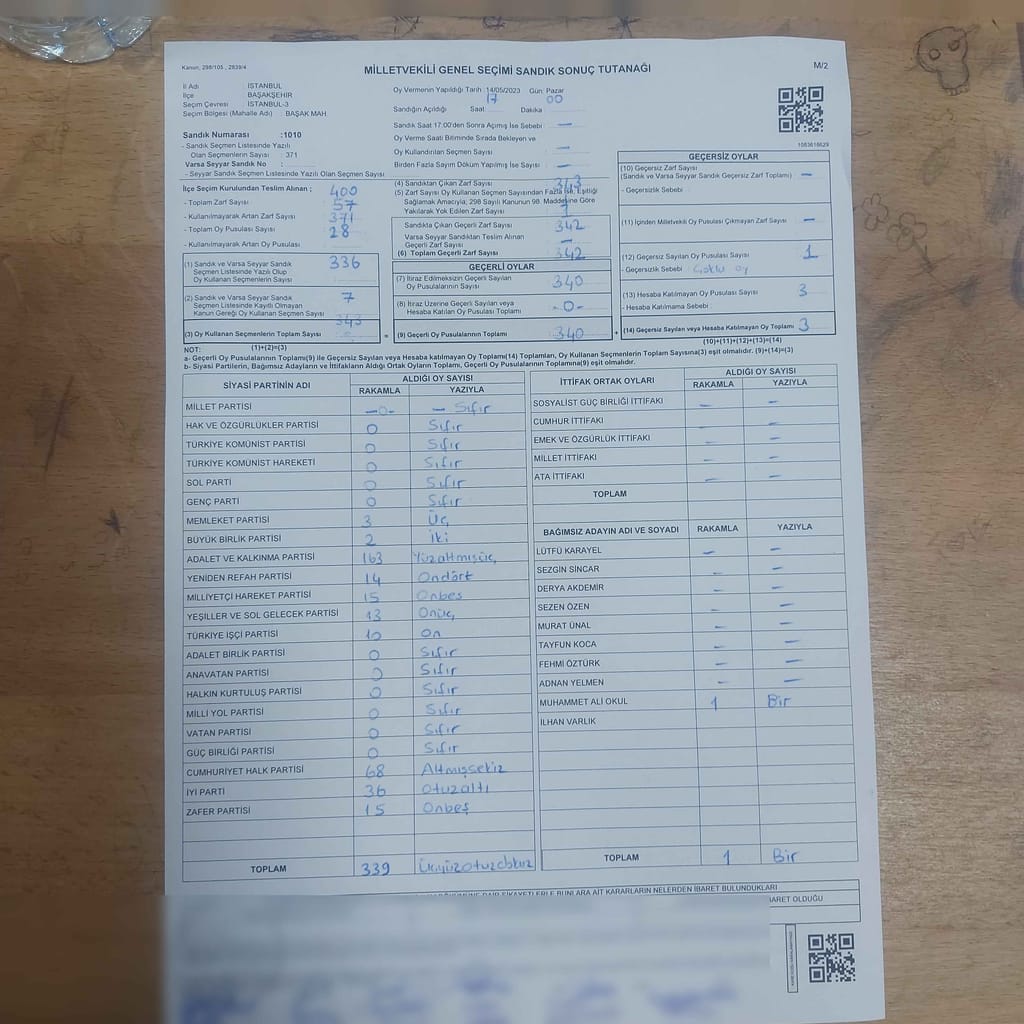 Kanun, 298/105 , 2839/4
MİLLETVEKİLİ GENEL SEÇİMİ SANDIK SONUÇ TUTANAĞI
M/2
İl Adı İSTANBUL
İlçe BAŞAKŞEHİR
Seçim Çevresi İSTANBUL-3
Seçim Bölgesi (Mahalle Adı) BAŞAK MAH.
Sandık Numarası :1010
- Sandık Seçmen Listesinde Yazılı
Olan Seçmenlerin Sayısı : 371
Varsa Seyyar Sandık No :
- Seyyar Sandık Seçmen Listesinde Yazılı Olan Seçmen Sayısı
Oy Vermenin Yapıldığı Tarih 14/05/2023 Gün: Pazar
Sandığın Açıldığı Saat 17 Dakika 00
Sandık Saat 17:00'den Sonra Açımış İse Sebebi —
Oy Verme Saati Bitiminde Sırada Bekleyen ve
Oy Kullandırılan Seçmen Sayısı —
Birden Fazla Sayım Döküm Yapılmış İse Sayısı —
1083618629
İlçe Seçim Kurulundan Teslim Alınan ; 400
- Toplam Zarf Sayısı 57
- Kullanılmayarak Artan Zarf Sayısı 371
- Toplam Oy Pusulası Sayısı 28
- Kullanılmayarak Artan Oy Pusulası
(1) Sandık ve Varsa Seyyar Sandık 336
Seçmen Listesinde Yazılı Olup
Oy Kullanan Seçmenlerin Sayısı
(2) Sandık ve Varsa Seyyar Sandık 7
Seçmen Listesinde Kayıtlı Olmayan
Kanun Gereği Oy Kullanan Seçmen Sayısı
(3) Oy Kullanan Seçmenlerin Toplam Sayısı 343
(1)+(2)=(3)
(4) Sandıktan Çıkan Zarf Sayısı 343
(5) Zarf Sayısı Oy Kullanan Seçmen Sayısından Fazla İse, Eşitliği
Sağlamak Amacıyla; 298 Sayılı Kanunun 98. Maddesine Göre
Yakılarak Yok Edilen Zarf Sayısı 1
Sandıkta Çıkan Geçerli Zarf Sayısı 342
Varsa Seyyar Sandıktan Teslim Alınan
Geçerli Zarf Sayısı —
(6) Toplam Geçerli Zarf Sayısı 342
GEÇERLİ OYLAR
(7) İtiraz Edilmeksizin Geçerli Sayılan 340
Oy Pusulalarının Sayısı
(8) İtiraz Üzerine Geçerli Sayılan veya -0-
Hesaba Katılan Oy Pusulası Toplamı
= (9) Geçerli Oy Pusulalarının Toplamı 340 +
GEÇERSİZ OYLAR
(10) Geçersiz Zarf Sayısı
(Sandık ve Varsa Seyyar Sandık Geçersiz Zarf Toplamı) —
- Geçersizlik Sebebi
(11) İçinden Milletvekili Oy Pusulası Çıkmayan Zarf Sayısı —
(12) Geçersiz Sayılan Oy Pusulası Sayısı 1
- Geçersizlik Sebebi Çoklu oy
(13) Hesaba Katılmayan Oy Pusulası Sayısı 3
- Hesaba Katılmama Sebebi
(14) Geçersiz Sayılan veya Hesaba Katılmayan Oy Toplamı 3
(10)+(11)+(12)+(13)=(14)
NOT:
a- Geçerli Oy Pusulalarının Toplamı(9) ile Geçersiz Sayılan veya Hesaba katılmayan Oy Toplamı(14) Toplamları, Oy Kullanan Seçmenlerin Toplam Sayısına(3) eşit olmalıdır. (9)+(14)=(3)
b- Siyasi Partilerin, Bağımsız Adayların ve İttifakların Aldığı Ortak Oyların Toplamı, Geçerli Oy Pusulalarının Toplamına(9) eşit olmalıdır.
SİYASİ PARTİNİN ADI ALDIĞI OY SAYISI
RAKAMLA YAZIYLA
MİLLET PARTİSİ -0- - Sıfır
HAK VE ÖZGÜRLÜKLER PARTİSİ 0 Sıfır
TÜRKİYE KOMÜNİST PARTİSİ 0 Sıfır
TÜRKİYE KOMÜNİST HAREKETİ 0 Sıfır
SOL PARTİ 0 Sıfır
GENÇ PARTİ 0 Sıfır
MEMLEKET PARTİSİ 3 Üç
BÜYÜK BİRLİK PARTİSİ 2 İki
ADALET VE KALKINMA PARTİSİ 163 Yüzaltmışüç
YENİDEN REFAH PARTİSİ 14 Ondört
MİLLİYETÇİ HAREKET PARTİSİ 15 Onbeş
YEŞİLLER VE SOL GELECEK PARTİSİ 13 Onüç
TÜRKİYE İŞÇİ PARTİSİ 10 On
ADALET BİRLİK PARTİSİ 0 Sıfır
ANAVATAN PARTİSİ 0 Sıfır
HALKIN KURTULUŞ PARTİSİ 0 Sıfır
MİLLİ YOL PARTİSİ 0 Sıfır
VATAN PARTİSİ 0 Sıfır
GÜÇ BİRLİĞİ PARTİSİ 0 Sıfır
CUMHURİYET HALK PARTİSİ 68 Altmışsekiz
İYİ PARTİ 36 Otuzaltı
ZAFER PARTİSİ 15 Onbeş
TOPLAM 339 Üçyüzotuzdokuz
İTTİFAK ORTAK OYLARI ALDIĞI OY SAYISI
RAKAMLA YAZIYLA
SOSYALİST GÜÇ BİRLİĞİ İTTİFAKI — —
CUMHUR İTTİFAKI — —
EMEK VE ÖZGÜRLÜK İTTİFAKI — —
MİLLET İTTİFAKI — —
ATA İTTİFAKI — —
TOPLAM
BAĞIMSIZ ADAYIN ADI VE SOYADI RAKAMLA YAZIYLA
LÜTFÜ KARAYEL — —
SEZGİN SİNCAR — —
DERYA AKDEMİR — —
SEZEN ÖZEN — —
MURAT ÜNAL — —
TAYFUN KOCA — —
FEHMİ ÖZTÜRK — —
ADNAN YELMEN — —
MUHAMMET ALİ OKUL 1 Bir
İLHAN VARLIK
TOPLAM 1 Bir
ŞİKAYETLERLE BUNLARA AİT KARARLARIN NELERDEN İBARET BULUNDUKLARI
İBARET OLDUĞU